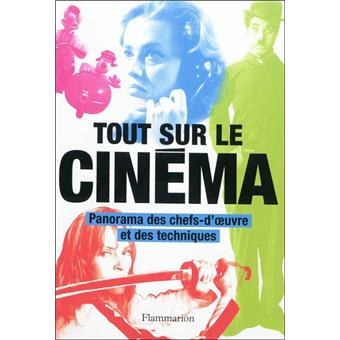 TOUT SUR LE
CINÉMA
Panorama des chefs-d'œuvre
et des techniques
Flammarion